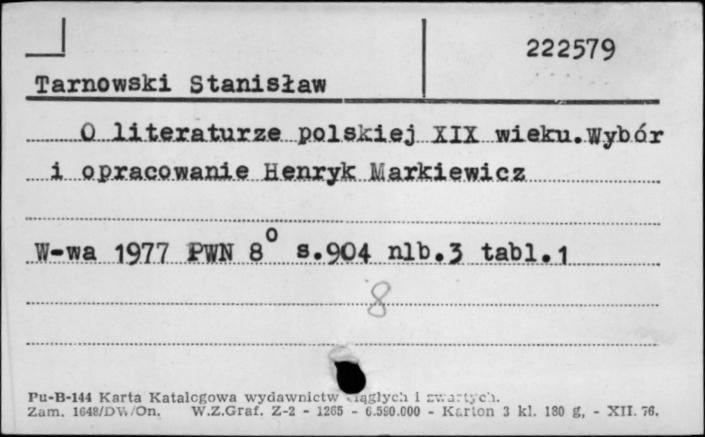 222579
Tarnowski Stanisław
O literaturze polskiej XIX wieku.Wybór
i opracowanie Henryk Markiewicz
W-wa 1977 PWN 8° s.904 nlb.3 tabl.1
8
Pu-B-144 Karta Katalogowa wydawnictw ciągłych i zwartych.
Zam. 1648/DW/On. W.Z.Graf. Z-2 - 1265 - 6.590.000 - Karton 3 kl. 180 g, - XII. 76.